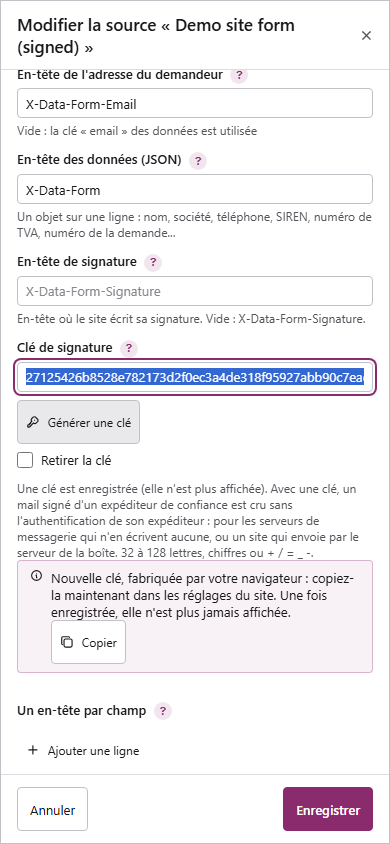 Modifier la source « Demo site form
(signed) »
En-tête de l'adresse du demandeur ?
X-Data-Form-Email
Vide : la clé « email » des données est utilisée
En-tête des données (JSON) ?
X-Data-Form
Un objet sur une ligne : nom, société, téléphone, SIREN, numéro de
TVA, numéro de la demande...
En-tête de signature ?
X-Data-Form-Signature
En-tête où le site écrit sa signature. Vide : X-Data-Form-Signature.
Clé de signature ?
27125426b8528e782173d2f0ec3a4de318f95927abb90c7ea
Générer une clé
Retirer la clé
Une clé est enregistrée (elle n'est plus affichée). Avec une clé, un
mail signé d'un expéditeur de confiance est cru sans
l'authentification de son expéditeur : pour les serveurs de
messagerie qui n'en écrivent aucune, ou un site qui envoie par le
serveur de la boîte. 32 à 128 lettres, chiffres ou + / = _ -.
Nouvelle clé, fabriquée par votre navigateur : copiez-
la maintenant dans les réglages du site. Une fois
enregistrée, elle n'est plus jamais affichée.
Copier
Un en-tête par champ ?
+ Ajouter une ligne
Annuler
Enregistrer